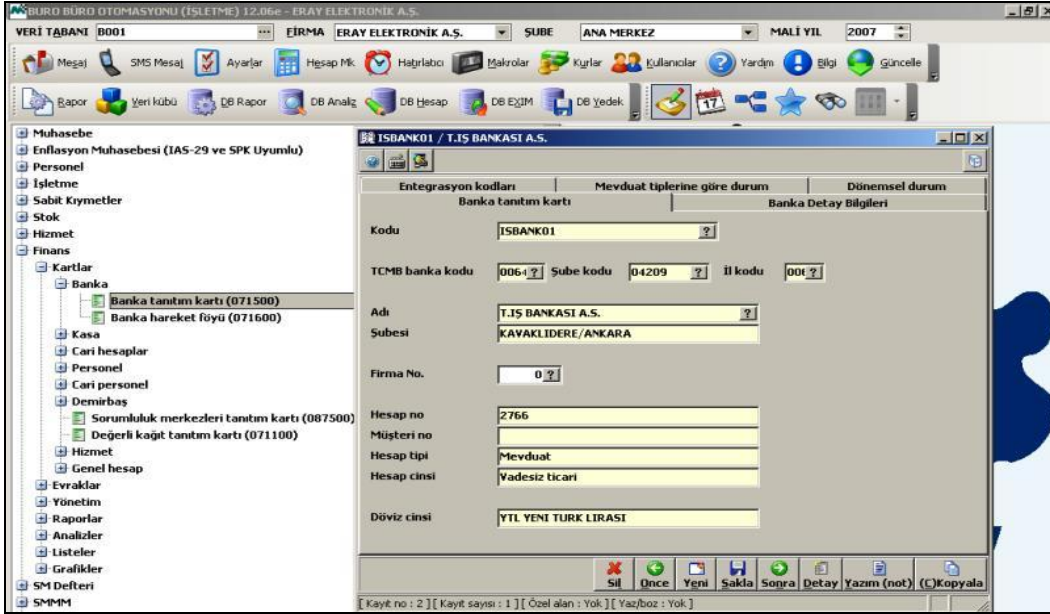 BURO BÜRO OTOMASYONU (İŞLETME) 12.06e - ERAY ELEKTRONİK A.Ş.
VERİ TABANI B001 ... FİRMA ERAY ELEKTRONİK A.Ş. ŞUBE ANA MERKEZ MALİ YIL 2007
Mesaj SMS Mesaj Ayarlar Hesap Mk Hatırlatıcı Makrolar Kurlar Kullanıcılar Yardım Bilgi Güncelle
Rapor Veri kübü DB Rapor DB Analiz DB Hesap DB EXIM DB Yedek 17
Muhasebe
Enflasyon Muhasebesi (IAS-29 ve SPK Uyumlu)
Personel
İşletme
Sabit Kıymetler
Stok
Hizmet
Finans
Kartlar
Banka
Banka tanıtım kartı (071500)
Banka hareket föyü (071600)
Kasa
Cari hesaplar
Personel
Cari personel
Demirbaş
Sorumluluk merkezleri tanıtım kartı (087500)
Değerli kağıt tanıtım kartı (071100)
Hizmet
Genel hesap
Evraklar
Yönetim
Raporlar
Analizler
Listeler
Grafikler
SM Defteri
SMMM
ISBANK01 / T.IŞ BANKASI A.S.
Entegrasyon kodları Mevduat tiplerine göre durum Dönemsel durum
Banka tanıtım kartı Banka Detay Bilgileri
Kodu ISBANK01 ?
TCMB banka kodu 0064 ? Şube kodu 04209 ? İl kodu 006 ?
Adı T.IŞ BANKASI A.S. ?
Şubesi KAVAKLIDERE/ANKARA
Firma No. 0 ?
Hesap no 2766
Müşteri no
Hesap tipi Mevduat
Hesap cinsi Vadesiz ticari
Döviz cinsi YTL YENI TURK LIRASI
Sil Önce Yeni Sakla Sonra Detay Yazım (not) (C)Kopyala
[ Kayıt no : 2 ] [ Kayıt sayısı : 1 ] [ Özel alan : Yok ] [ Yaz/boz : Yok ]